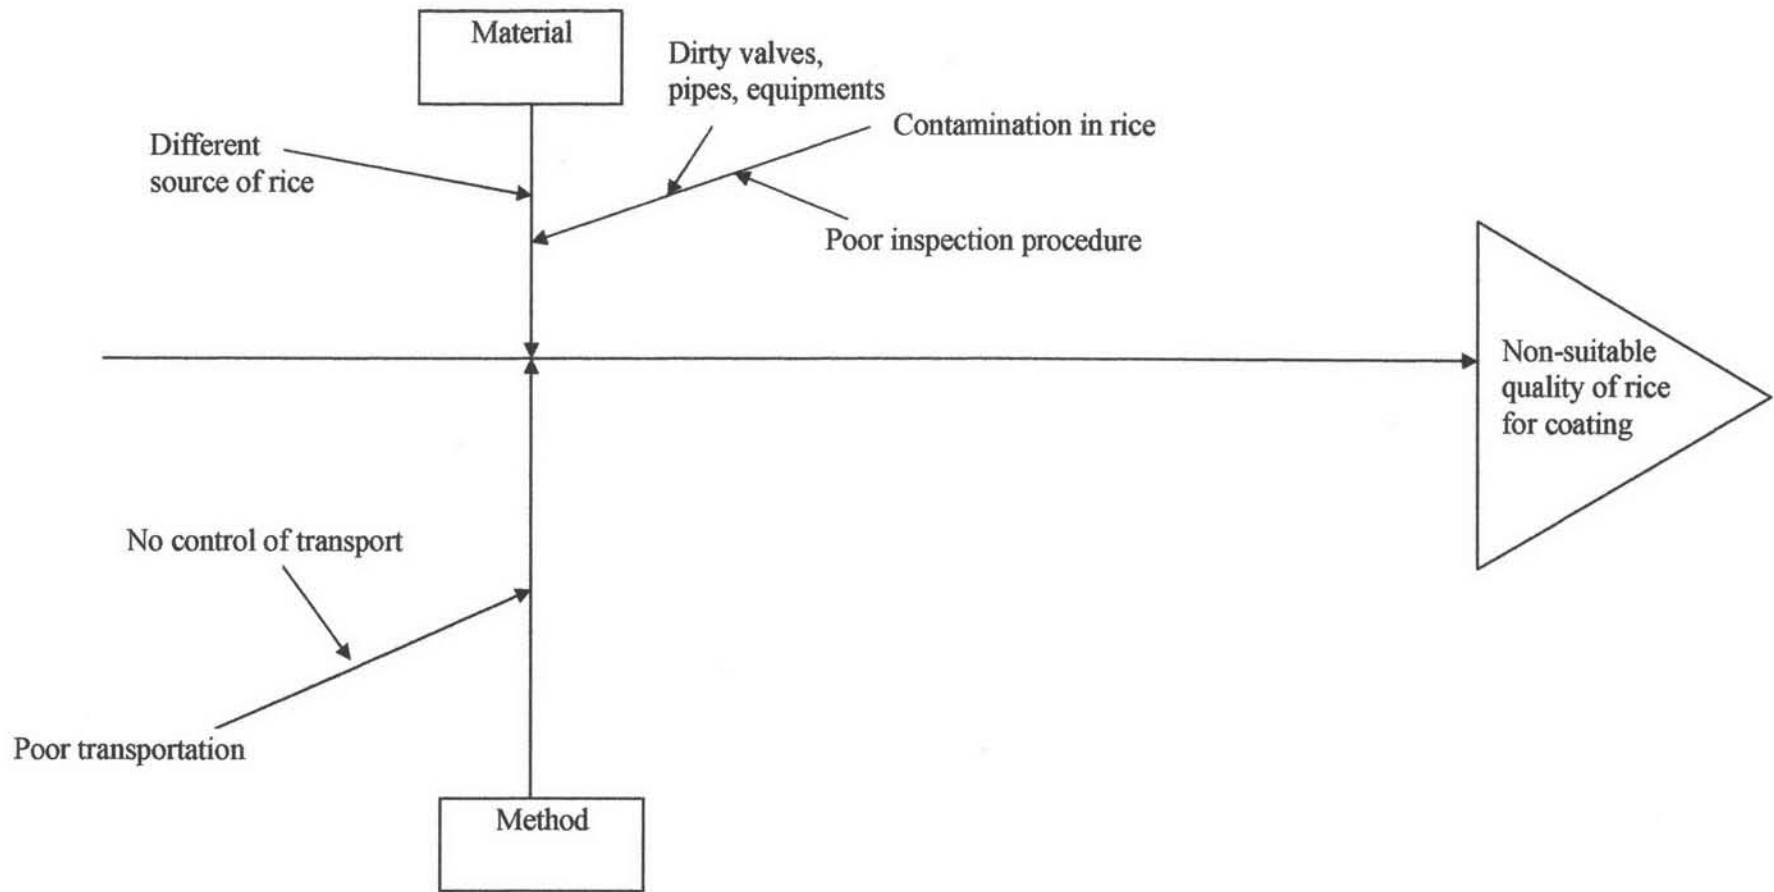 Material
Dirty valves,
pipes, equipments
Contamination in rice
Different
source of rice
Poor inspection procedure
Non-suitable
quality of rice
for coating
No control of transport
Poor transportation
Method